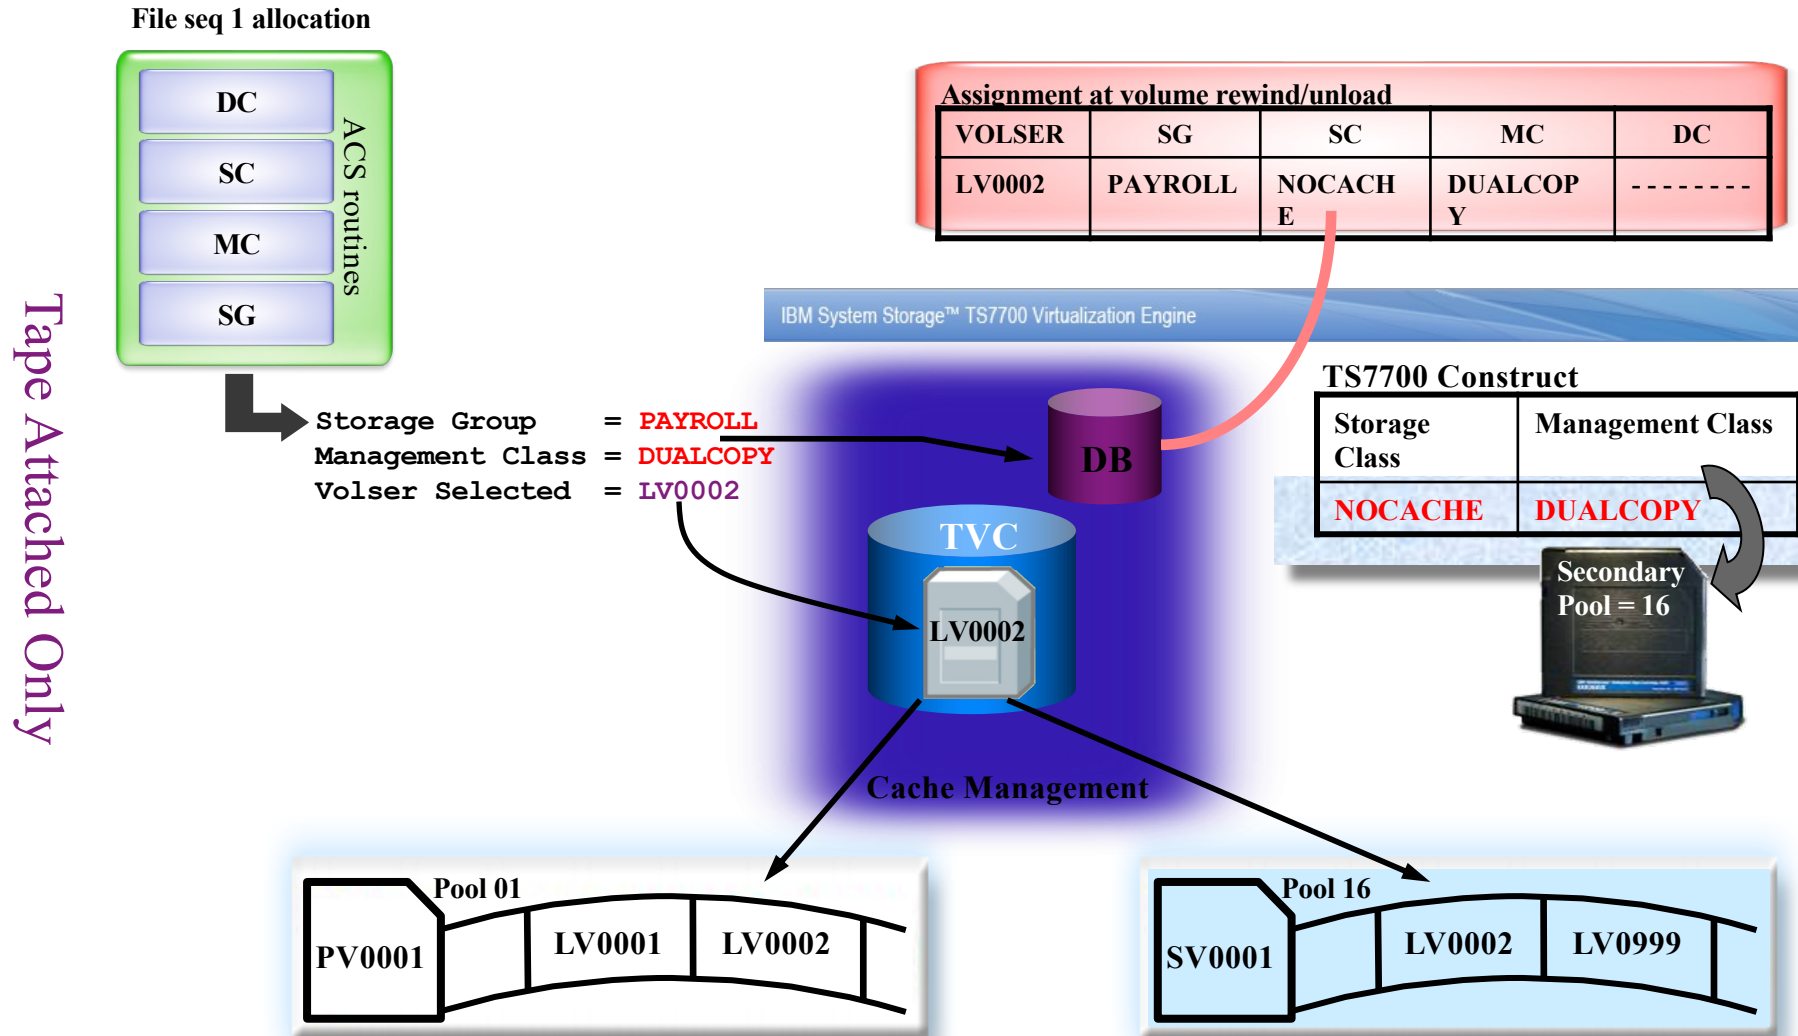 File seq 1 allocation
DC
SC
MC
SG
ACS routines
Tape Attached Only
Assignment at volume rewind/unload
VOLSER SG SC MC DC
LV0002 PAYROLL NOCACH DUALCOP --------
E Y
IBM System Storage™ TS7700 Virtualization Engine
Storage Group = PAYROLL
Management Class = DUALCOPY
Volser Selected = LV0002
DB
TVC
LV0002
Cache Management
TS7700 Construct
Storage Management Class
Class
NOCACHE DUALCOPY
Secondary
Pool = 16
Pool 01
PV0001 LV0001 LV0002
Pool 16
SV0001 LV0002 LV0999